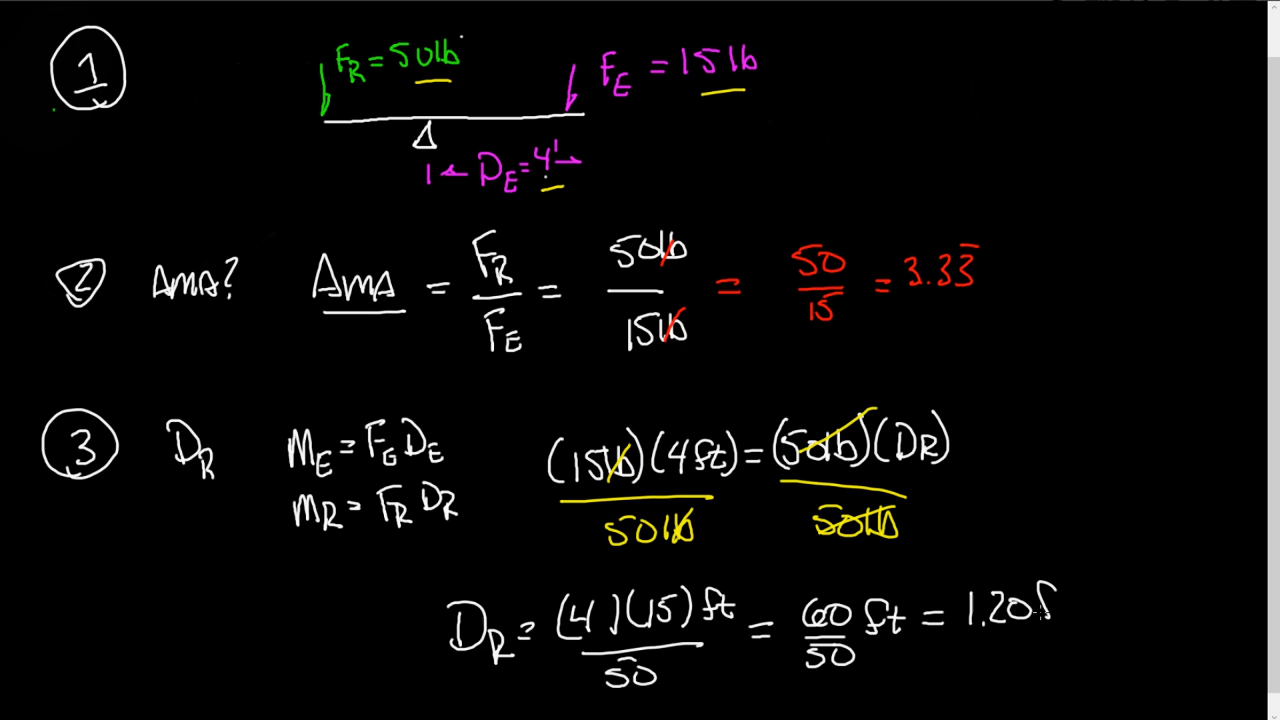 1 F_R = 50lb F_E = 15lb
D_E = 4'
2 AMA? AMA = F_R / F_E = 50lb / 15lb = 50 / 15 = 3.33̅
3 D_R M_E = F_E D_E (15lb)(4ft) / 50lb = (50lb)(D_R) / 50lb
M_R = F_R D_R
D_R = (4)(15) ft / 50 = 60 / 50 ft = 1.20 f